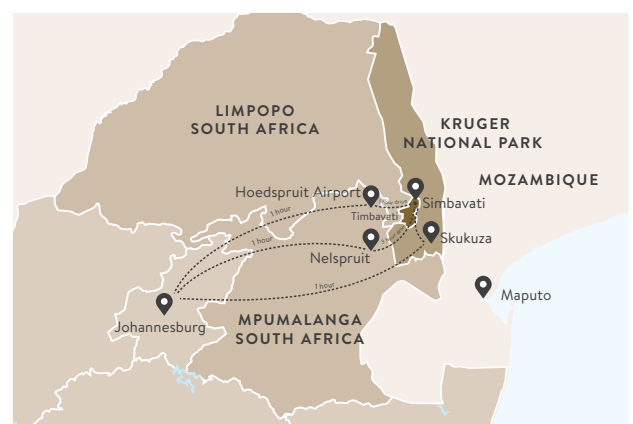 LIMPOPO
SOUTH AFRICA
KRUGER
NATIONAL PARK
MOZAMBIQUE
Hoedspruit Airport
Simbavati
1 hour
Timbavati
1 hour
Skukuza
Nelspruit
1 hour
Maputo
Johannesburg
MPUMALANGA
SOUTH AFRICA